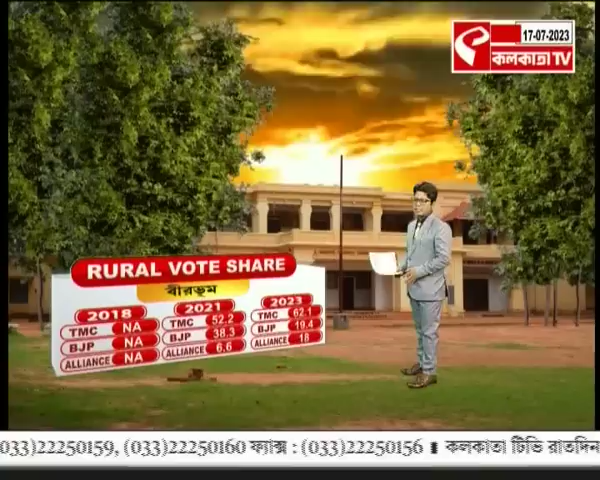 17-07-2023
কলকাতা TV
RURAL VOTE SHARE
বীরভূম
2018 2021 2023
TMC NA TMC 52.2 TMC 62.1
BJP NA BJP 38.3 BJP 19.4
ALLIANCE NA ALLIANCE 6.6 ALLIANCE 18
033)22250159, (033)22250160 ফ্যাক্স : (033)22250156 ▮ কলকাতা টিভি রাতদিন